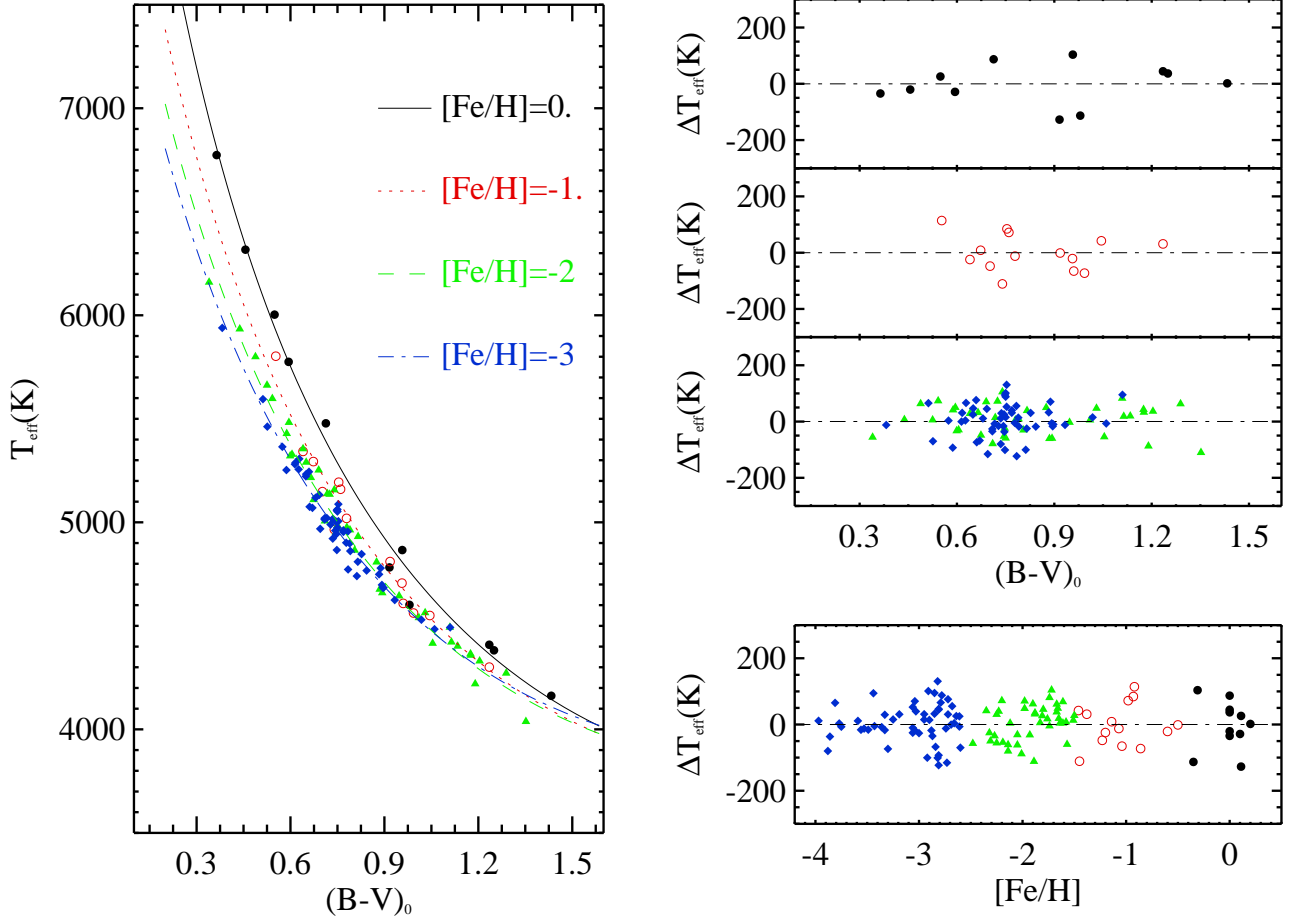 7000
6000
5000
4000
T_eff(K)
0.3 0.6 0.9 1.2 1.5
(B-V)₀
[Fe/H]=0.
[Fe/H]=-1.
[Fe/H]=-2
[Fe/H]=-3
200
0
-200
ΔT_eff(K)
200
0
-200
ΔT_eff(K)
200
0
-200
ΔT_eff(K)
0.3 0.6 0.9 1.2 1.5
(B-V)₀
200
0
-200
ΔT_eff(K)
-4 -3 -2 -1 0
[Fe/H]